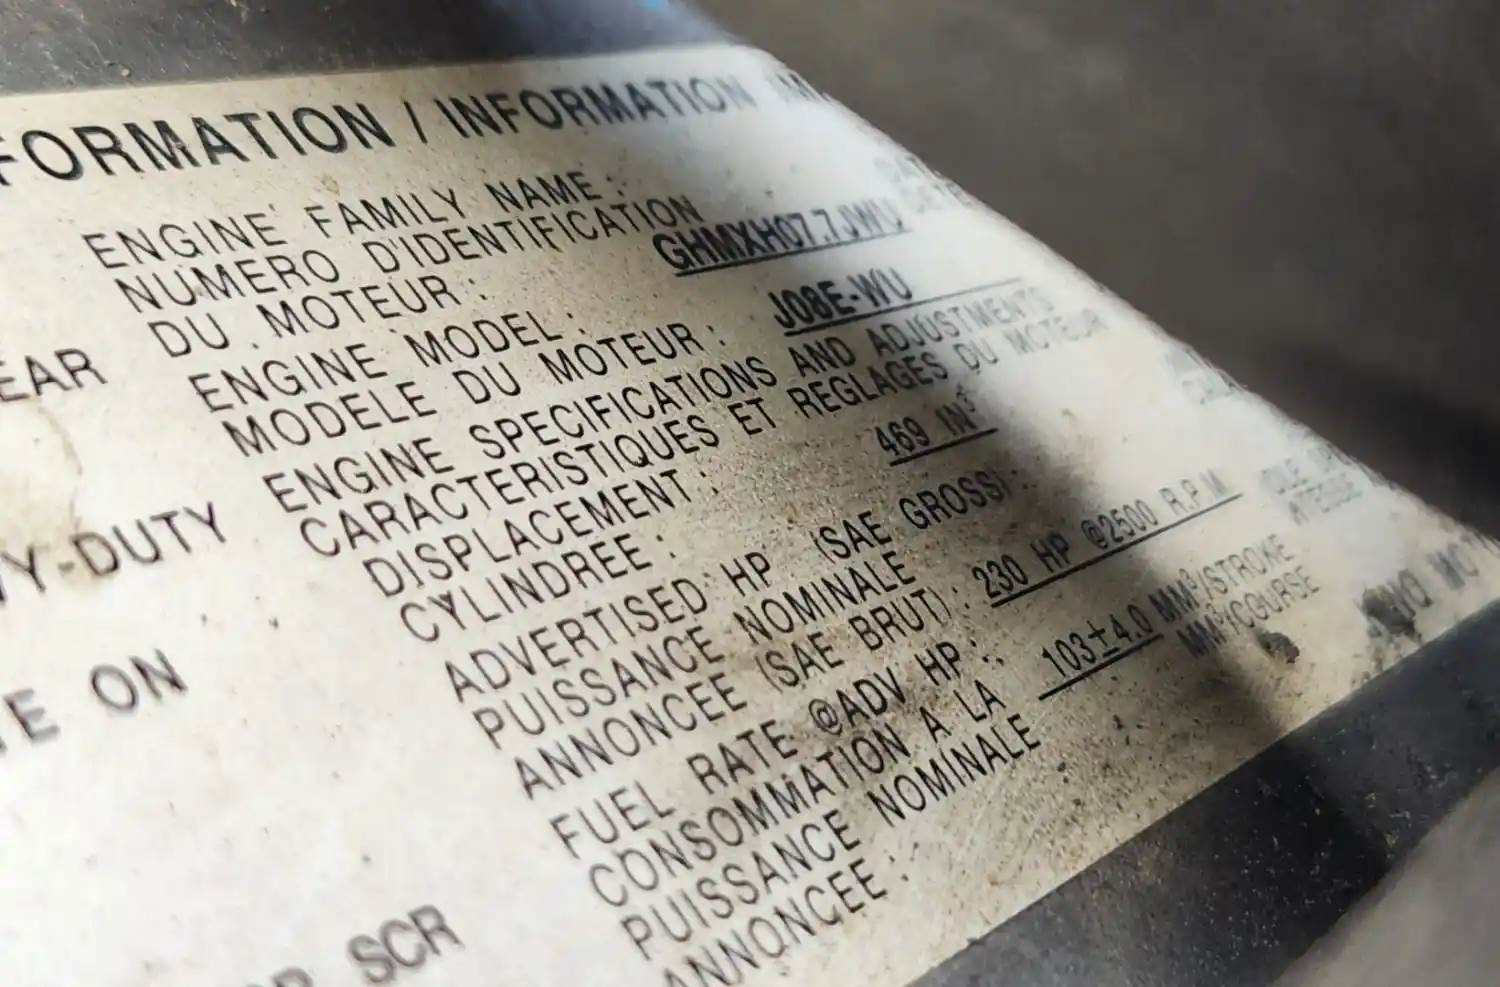 FORMATION / INFORMATION
ENGINE FAMILY NAME :
NUMERO D'IDENTIFICATION
DU MOTEUR : GHMXH07.7JWU
ENGINE MODEL :
MODELE DU MOTEUR : J08E-WU
ENGINE SPECIFICATIONS AND ADJUSTMENTS
CARACTERISTIQUES ET REGLAGES DU MOTEUR
DISPLACEMENT :
CYLINDREE : 469 IN³
ADVERTISED HP (SAE GROSS)
PUISSANCE NOMINALE
ANNONCEE (SAE BRUT) : 230 HP @2500 R.P.M
FUEL RATE @ADV HP : 103±4.0 MM³/STROKE
CONSOMMATION A LA MM³/COURSE
PUISSANCE NOMINALE
ANNONCEE :
EAR
Y-DUTY
E ON
SCR